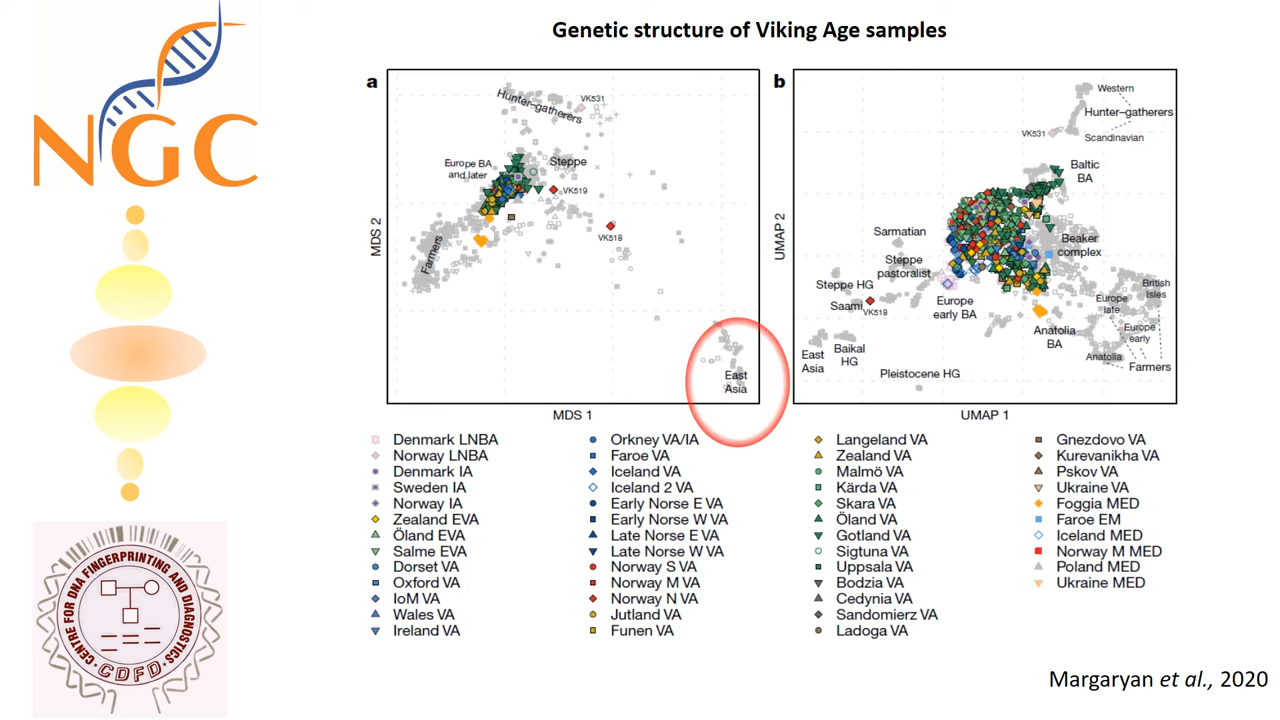 Genetic structure of Viking Age samples
NGC
CENTRE FOR DNA FINGERPRINTING AND DIAGNOSTICS
CDFD
a
Hunter–gatherers
VK531
Europe BA
and later
Steppe
VK519
VK518
Farmers
East
Asia
MDS 2
MDS 1
b
Western
Hunter–gatherers
Scandinavian
VK531
Baltic
BA
Sarmatian
Steppe
pastoralist
Beaker
complex
Steppe HG
Saami
VK518
Europe
early BA
British
Isles
Europe
late
Europe
early
Anatolia
BA
Anatolia
Farmers
East
Asia
Baikal
HG
Pleistocene HG
UMAP 2
UMAP 1
Denmark LNBA
Norway LNBA
Denmark IA
Sweden IA
Norway IA
Zealand EVA
Öland EVA
Salme EVA
Dorset VA
Oxford VA
IoM VA
Wales VA
Ireland VA
Orkney VA/IA
Faroe VA
Iceland VA
Iceland 2 VA
Early Norse E VA
Early Norse W VA
Late Norse E VA
Late Norse W VA
Norway S VA
Norway M VA
Norway N VA
Jutland VA
Funen VA
Langeland VA
Zealand VA
Malmö VA
Kärda VA
Skara VA
Öland VA
Gotland VA
Sigtuna VA
Uppsala VA
Bodzia VA
Cedynia VA
Sandomierz VA
Ladoga VA
Gnezdovo VA
Kurevanikha VA
Pskov VA
Ukraine VA
Foggia MED
Faroe EM
Iceland MED
Norway M MED
Poland MED
Ukraine MED
Margaryan et al., 2020